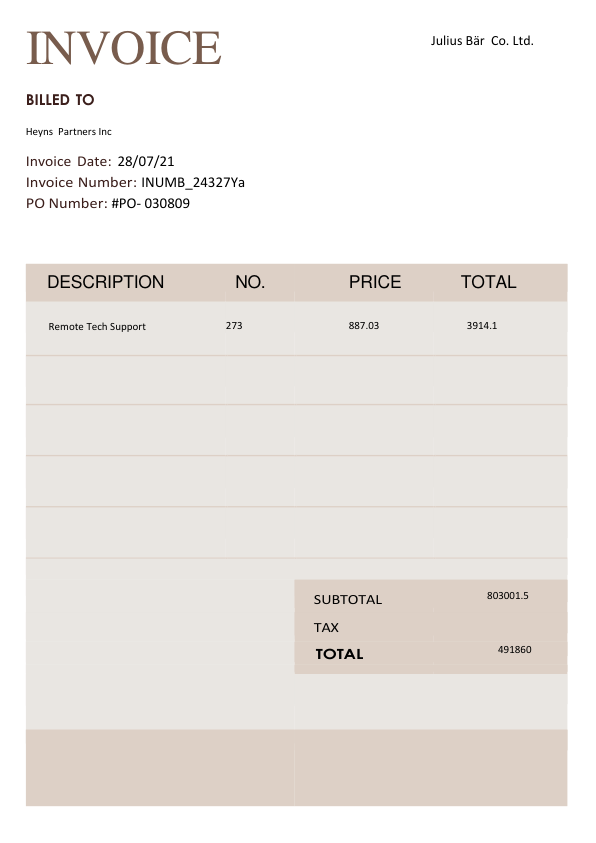 INVOICE
Julius Bär  Co. Ltd.
BILLED TO
Heyns  Partners Inc
Invoice Date: 28/07/21
Invoice Number: INUMB_24327Ya
PO Number: #PO- 030809
DESCRIPTION NO. PRICE TOTAL
Remote Tech Support 273 887.03 3914.1
SUBTOTAL 803001.5
TAX
TOTAL 491860